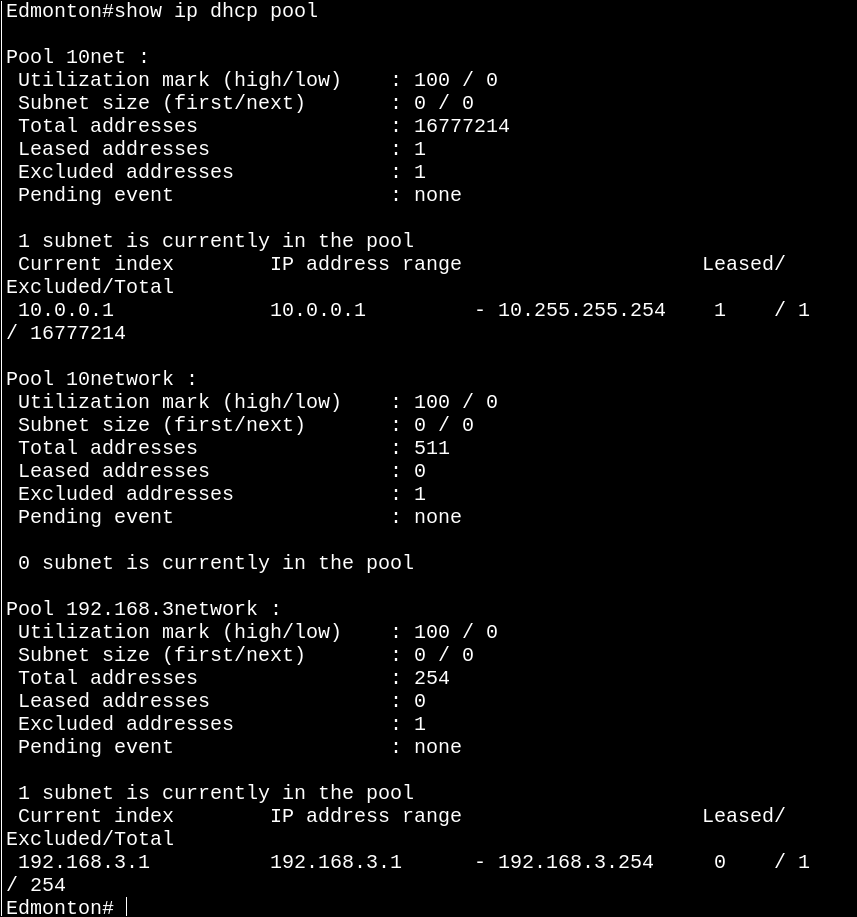 Edmonton#show ip dhcp pool
Pool 10net :
Utilization mark (high/low) : 100 / 0
Subnet size (first/next) : 0 / 0
Total addresses : 16777214
Leased addresses : 1
Excluded addresses : 1
Pending event : none
1 subnet is currently in the pool
Current index IP address range Leased/
Excluded/Total
10.0.0.1 10.0.0.1 - 10.255.255.254 1 / 1
/ 16777214
Pool 10network :
Utilization mark (high/low) : 100 / 0
Subnet size (first/next) : 0 / 0
Total addresses : 511
Leased addresses : 0
Excluded addresses : 1
Pending event : none
0 subnet is currently in the pool
Pool 192.168.3network :
Utilization mark (high/low) : 100 / 0
Subnet size (first/next) : 0 / 0
Total addresses : 254
Leased addresses : 0
Excluded addresses : 1
Pending event : none
1 subnet is currently in the pool
Current index IP address range Leased/
Excluded/Total
192.168.3.1 192.168.3.1 - 192.168.3.254 0 / 1
/ 254
Edmonton#